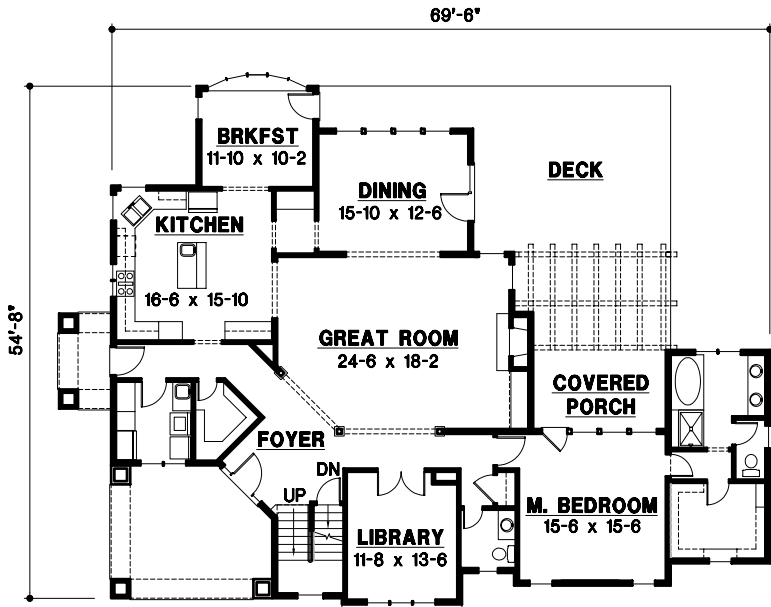 69'-6"
BRKFST
11-10 x 10-2
DECK
DINING
15-10 x 12-6
KITCHEN
16-6 x 15-10
54'-8"
GREAT ROOM
24-6 x 18-2
COVERED
PORCH
FOYER
DN
UP
M. BEDROOM
15-6 x 15-6
LIBRARY
11-8 x 13-6